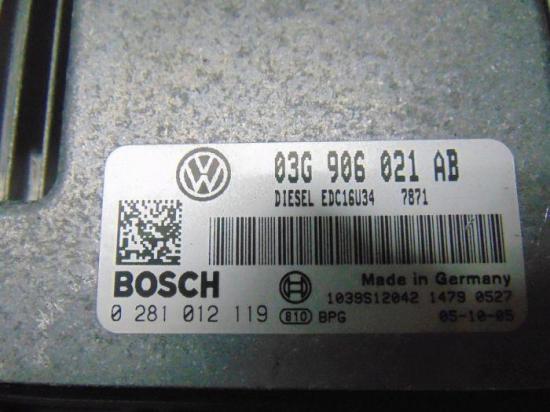 03G 906 021 AB
DIESEL EDC16U34 7871
BOSCH
Made in Germany
1039S12042 1479 0527
0 281 012 119 810 BPG 05-10-05